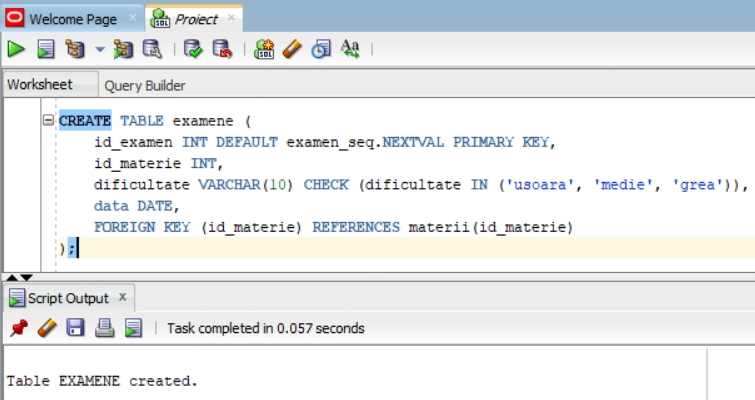 Welcome Page
Proiect
Worksheet
Query Builder
CREATE TABLE examene (
id_examen INT DEFAULT examen_seq.NEXTVAL PRIMARY KEY,
id_materie INT,
dificultate VARCHAR(10) CHECK (dificultate IN ('usoara', 'medie', 'grea')),
data DATE,
FOREIGN KEY (id_materie) REFERENCES materii(id_materie)
);
Script Output x
Task completed in 0.057 seconds
Table EXAMENE created.